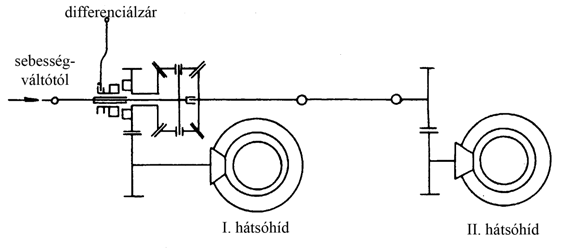 differenciálzár
sebesség-
váltótól
I. hátsóhíd
II. hátsóhíd